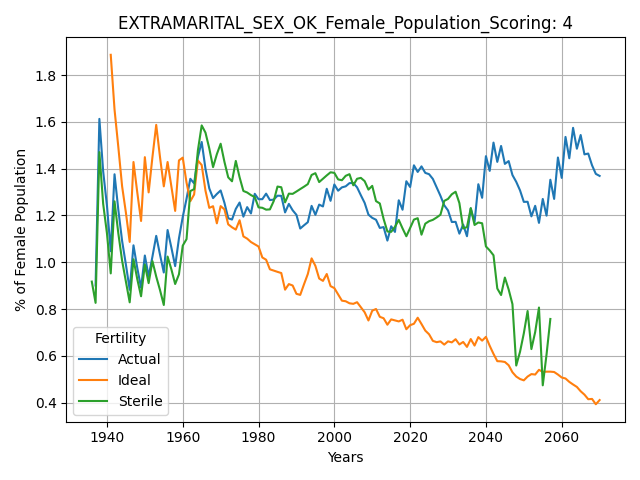 EXTRAMARITAL_SEX_OK_Female_Population_Scoring: 4
% of Female Population
1.8
1.6
1.4
1.2
1.0
0.8
0.6
0.4
Fertility
Actual
Ideal
Sterile
1940 1960 1980 2000 2020 2040 2060
Years